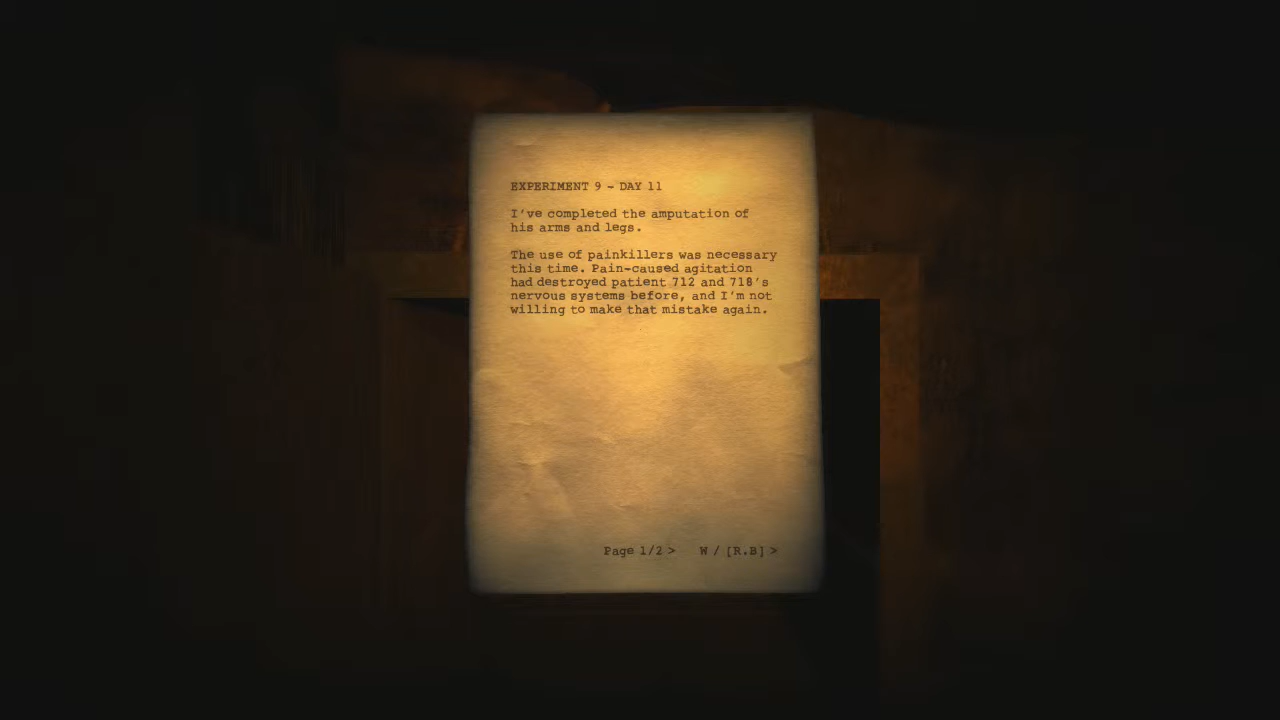 EXPERIMENT 9 - DAY 11
I've completed the amputation of
his arms and legs.
The use of painkillers was necessary
this time. Pain-caused agitation
had destroyed patient 712 and 718's
nervous systems before, and I'm not
willing to make that mistake again.
Page 1/2 > W / [R.B] >